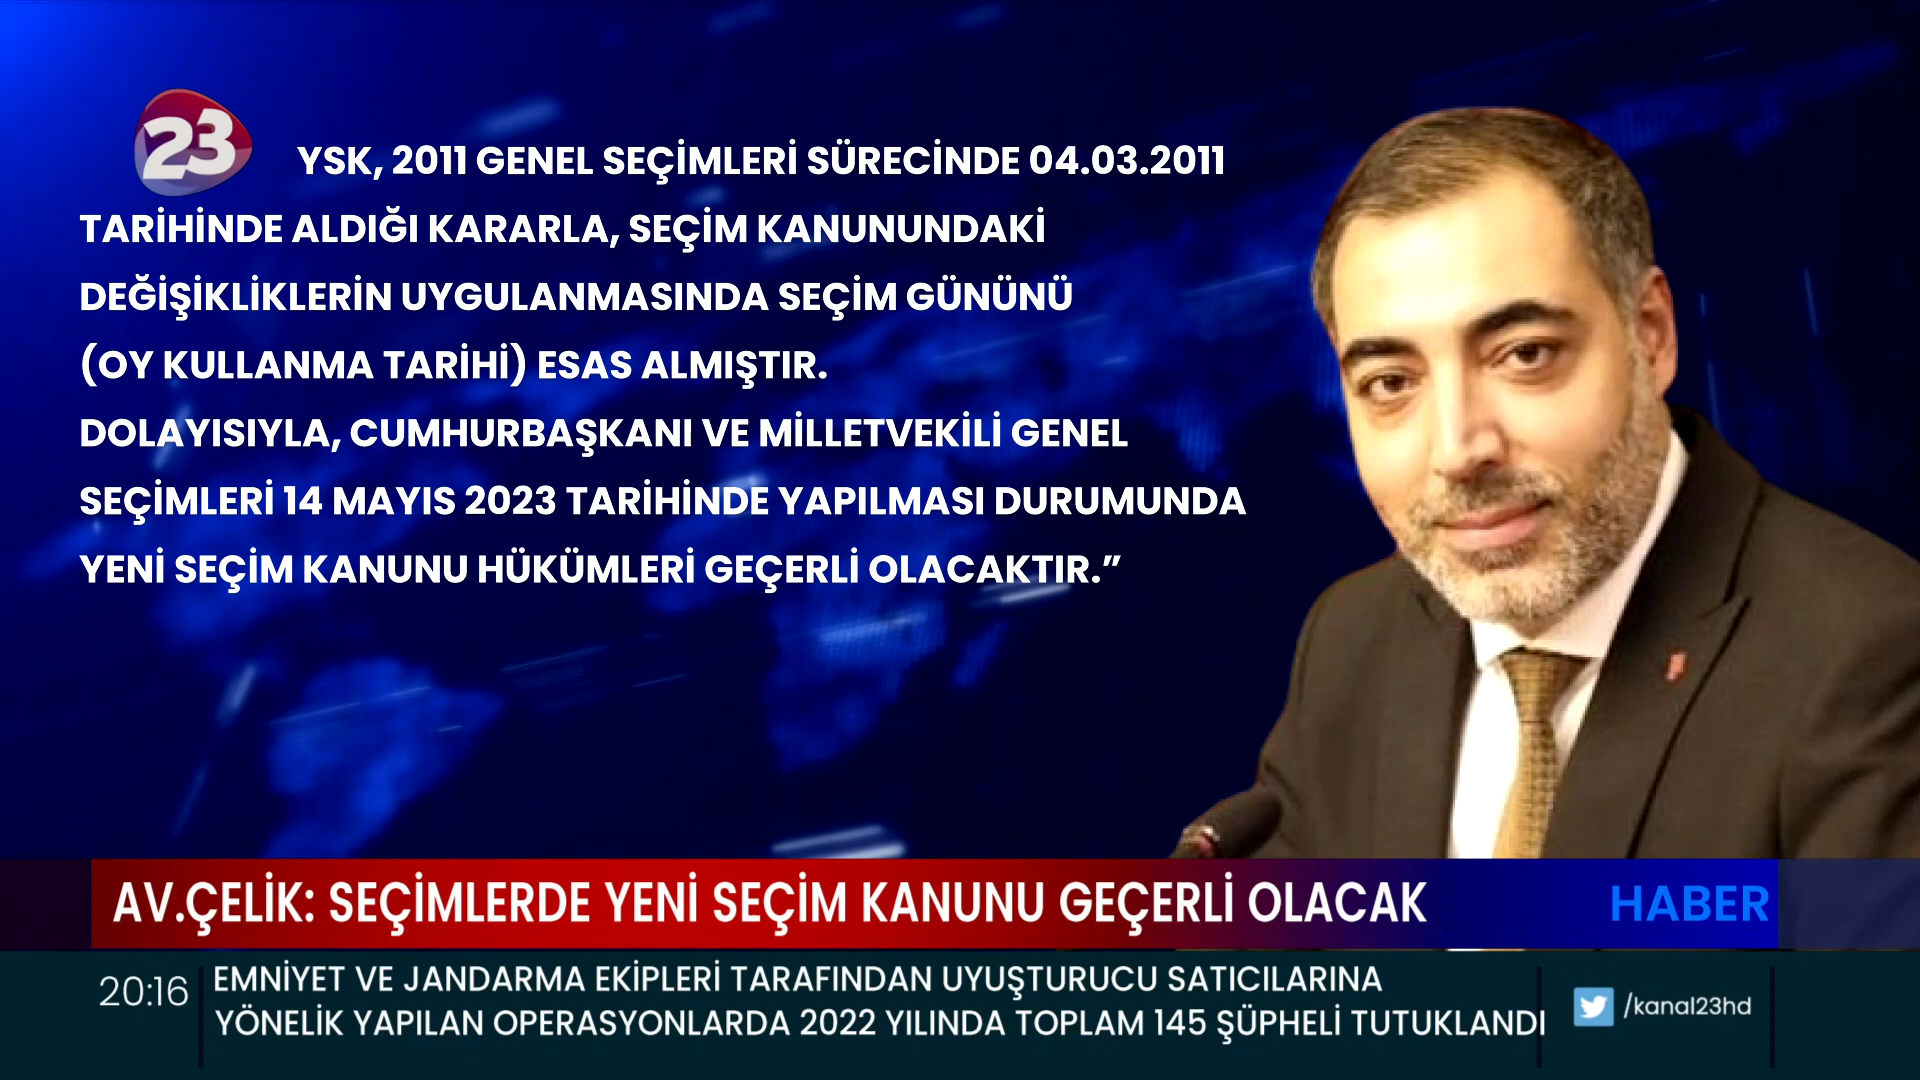 23
YSK, 2011 GENEL SEÇİMLERİ SÜRECİNDE 04.03.2011
TARİHİNDE ALDIĞI KARARLA, SEÇİM KANUNUNDAKİ
DEĞİŞİKLİKLERİN UYGULANMASINDA SEÇİM GÜNÜNÜ
(OY KULLANMA TARİHİ) ESAS ALMIŞTIR.
DOLAYISIYLA, CUMHURBAŞKANI VE MİLLETVEKİLİ GENEL
SEÇİMLERİ 14 MAYIS 2023 TARİHİNDE YAPILMASI DURUMUNDA
YENİ SEÇİM KANUNU HÜKÜMLERİ GEÇERLİ OLACAKTIR.”
AV.ÇELİK: SEÇİMLERDE YENİ SEÇİM KANUNU GEÇERLİ OLACAK
HABER
20:16
EMNİYET VE JANDARMA EKİPLERİ TARAFINDAN UYUŞTURUCU SATICILARINA
YÖNELİK YAPILAN OPERASYONLARDA 2022 YILINDA TOPLAM 145 ŞÜPHELİ TUTUKLANDI
/kanal23hd